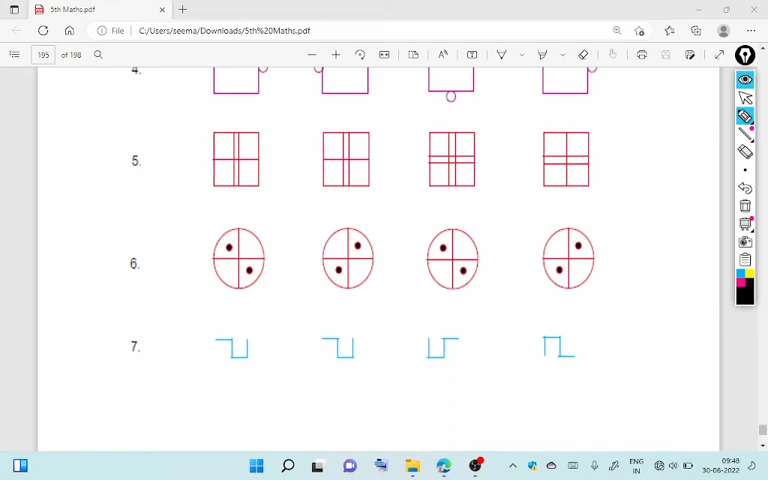 5th Maths.pdf
File C:/Users/seema/Downloads/5th%20Maths.pdf
195 of 198
4.
5.
6.
7.
ENG
IN
09:48
30-06-2022